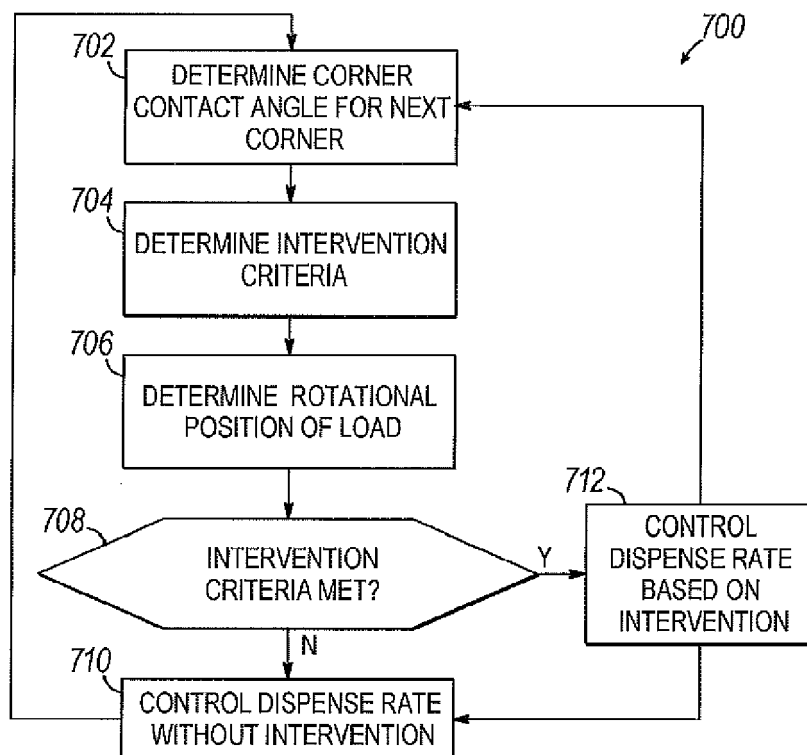 700
702
DETERMINE CORNER
CONTACT ANGLE FOR NEXT
CORNER
704
DETERMINE INTERVENTION
CRITERIA
706
DETERMINE ROTATIONAL
POSITION OF LOAD
708
INTERVENTION
CRITERIA MET?
Y
N
712
CONTROL
DISPENSE RATE
BASED ON
INTERVENTION
710
CONTROL DISPENSE RATE
WITHOUT INTERVENTION